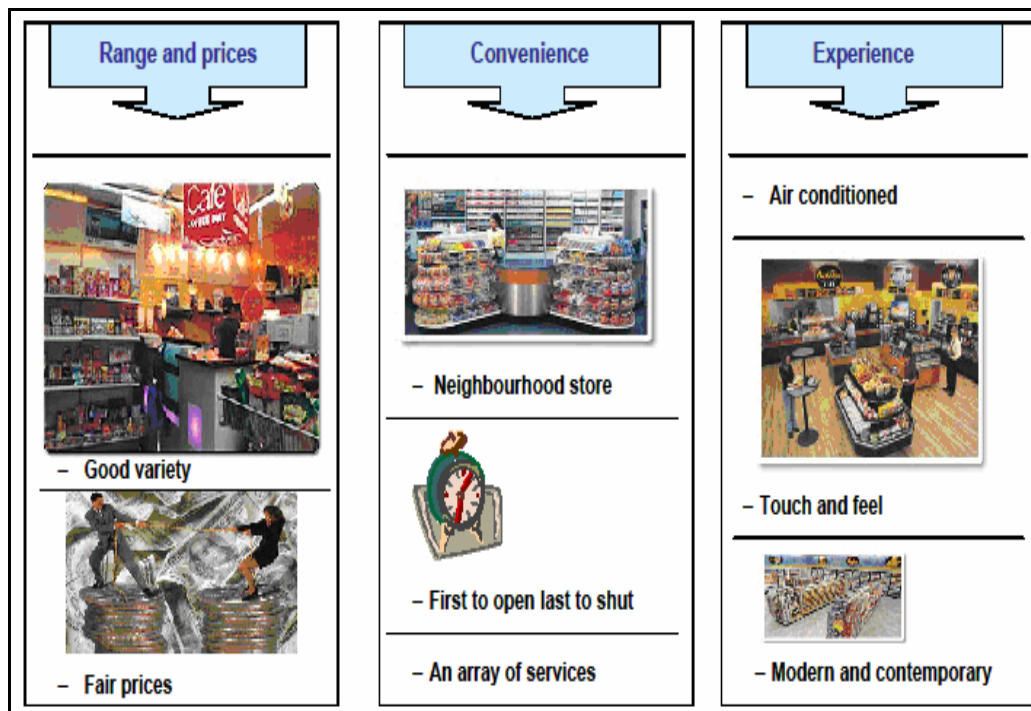 Range and prices
Cafe
– Good variety
– Fair prices
Convenience
– Neighbourhood store
– First to open last to shut
– An array of services
Experience
– Air conditioned
– Touch and feel
– Modern and contemporary